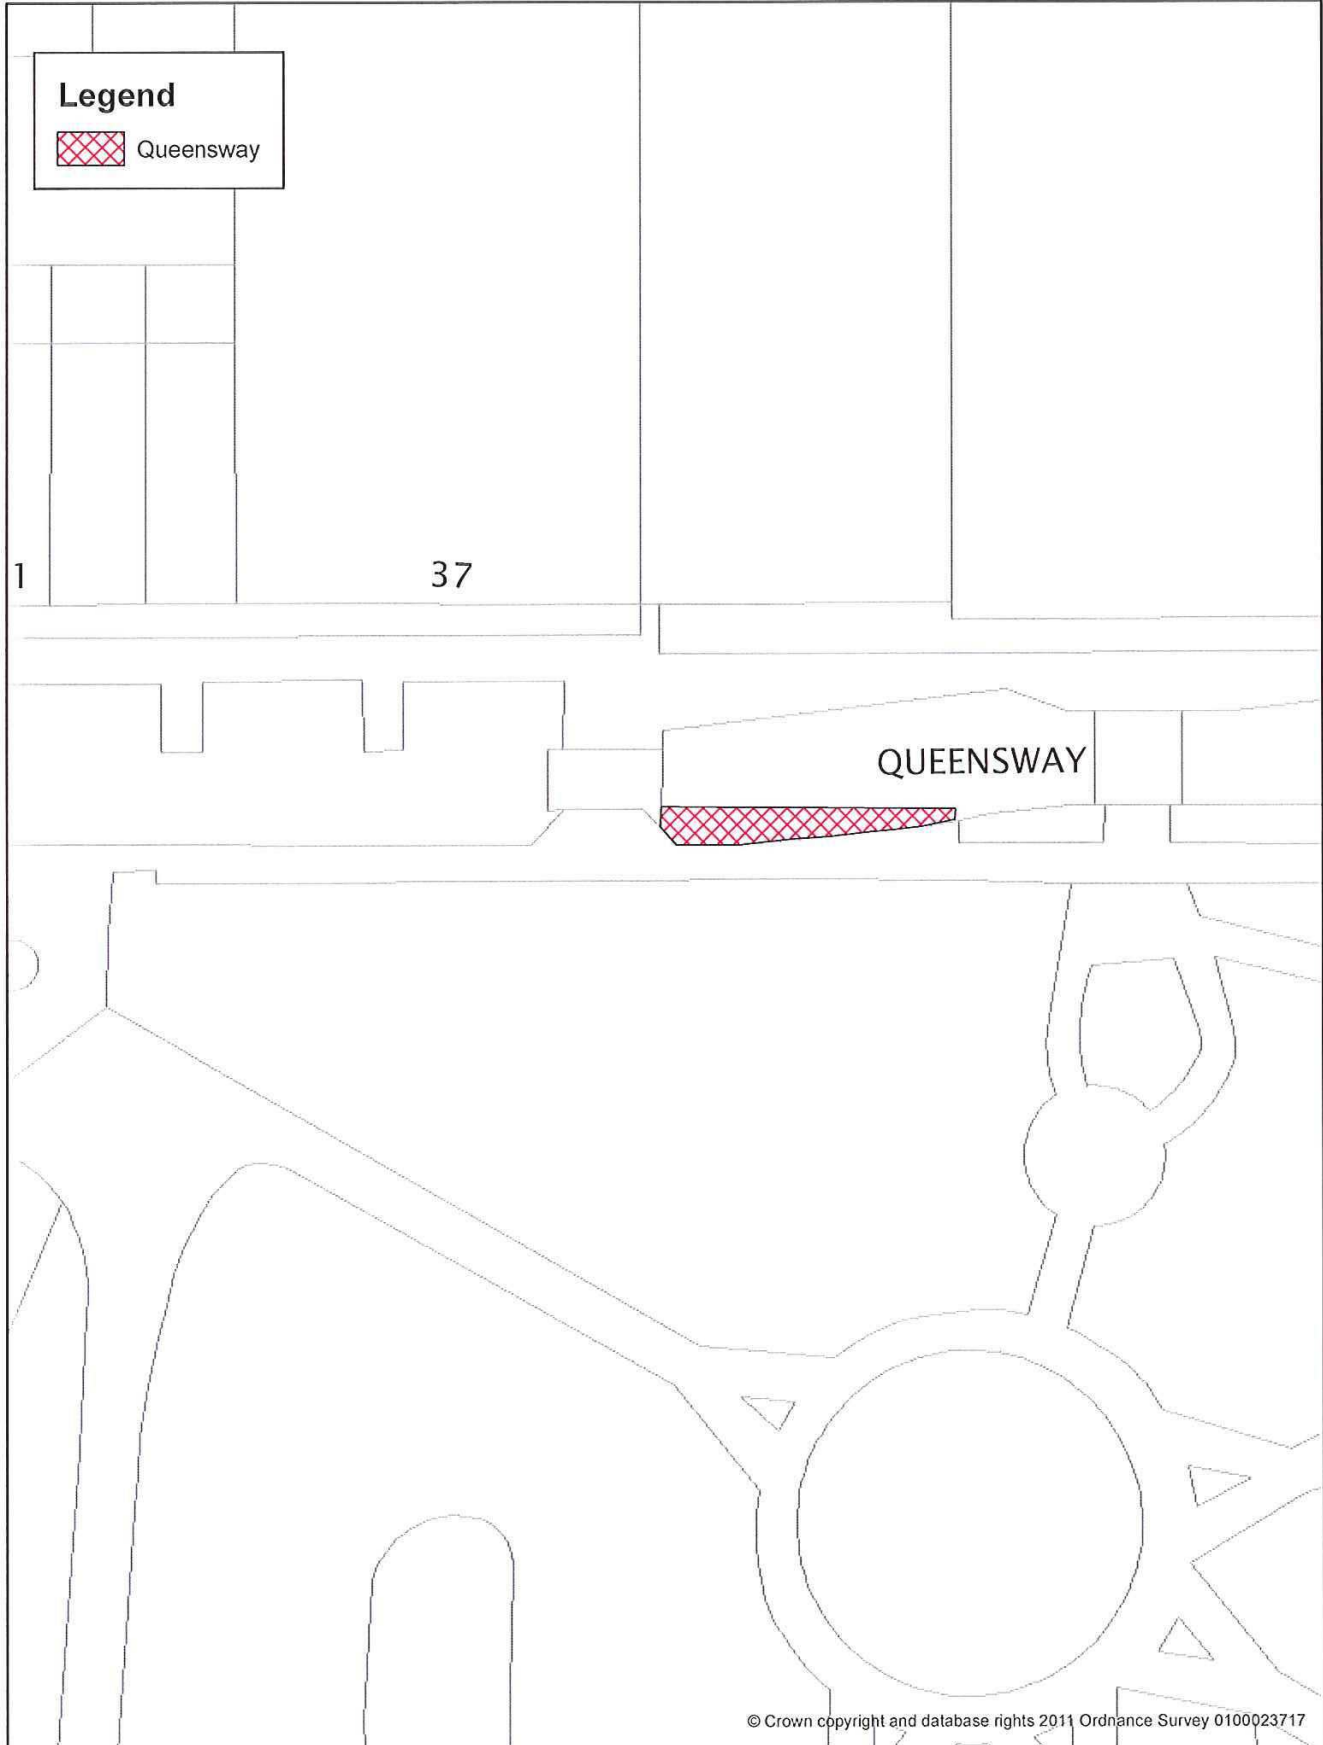 Legend
Queensway
1
37
QUEENSWAY
© Crown copyright and database rights 2011 Ordnance Survey 0100023717